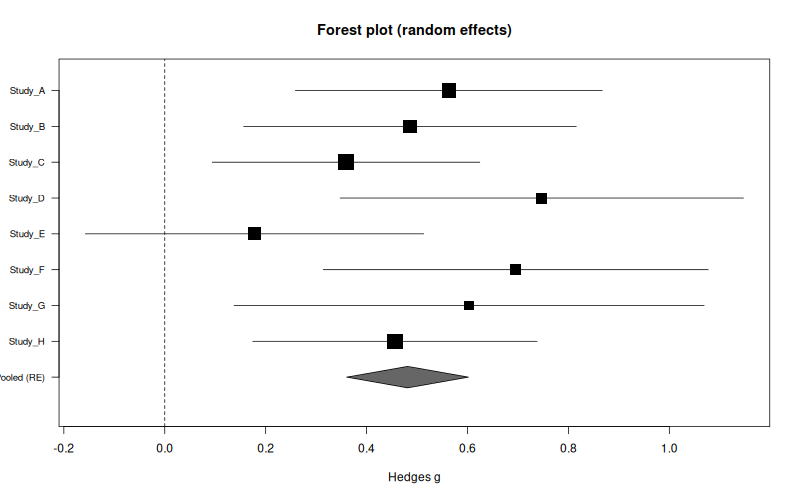 Forest plot (random effects)
Study_A
Study_B
Study_C
Study_D
Study_E
Study_F
Study_G
Study_H
ooled (RE)
-0.2 0.0 0.2 0.4 0.6 0.8 1.0
Hedges g